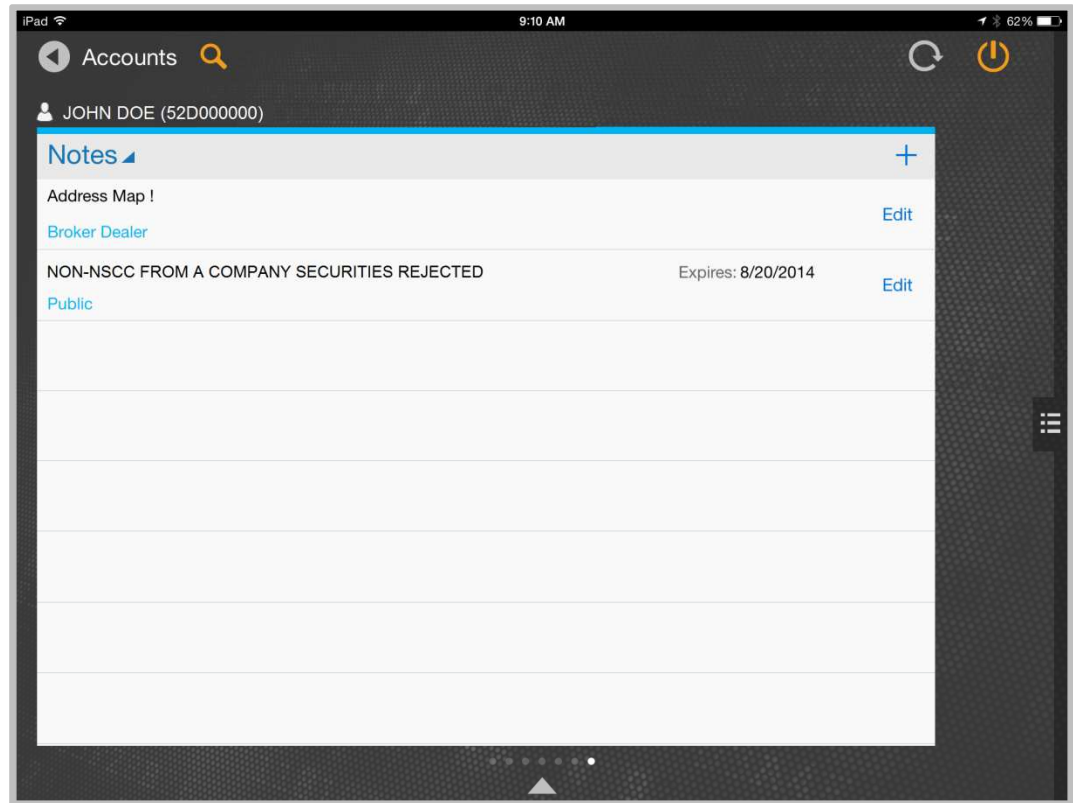 iPad 9:10 AM 62%
Accounts
JOHN DOE (52D000000)
Notes
Address Map !
Edit
Broker Dealer
NON-NSCC FROM A COMPANY SECURITIES REJECTED Expires: 8/20/2014
Edit
Public